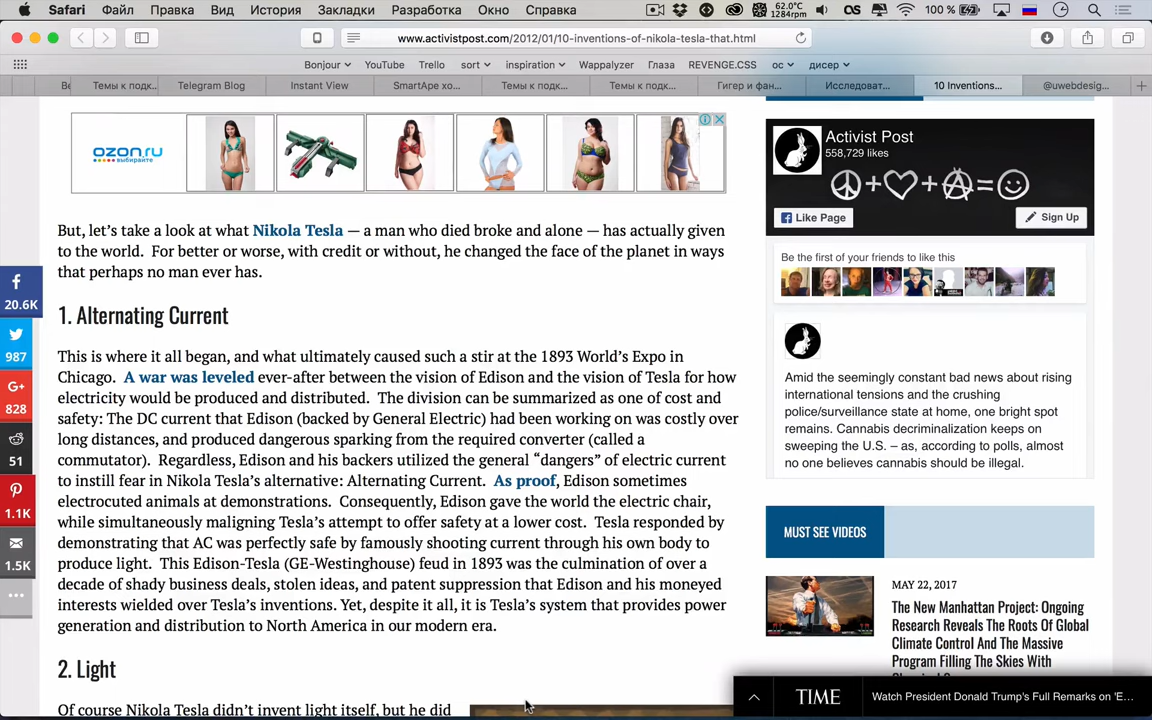 Safari Файл Правка Вид История Закладки Разработка Окно Справка
62.0°C
1284rpm
100 %
www.activistpost.com/2012/01/10-inventions-of-nikola-tesla-that.html
Bonjour YouTube Trello sort inspiration Wappalyzer Глаза REVENGE.CSS ос дисер
Ве Темы к подк... Telegram Blog Instant View SmartApe хо... Темы к подк... Темы к подк... Гигер и фан... Исследоват... 10 Inventions... @uwebdesig...
ozon.ru
выбирайте
But, let's take a look at what Nikola Tesla — a man who died broke and alone — has actually given
to the world. For better or worse, with credit or without, he changed the face of the planet in ways
that perhaps no man ever has.
1. Alternating Current
This is where it all began, and what ultimately caused such a stir at the 1893 World's Expo in
Chicago. A war was leveled ever-after between the vision of Edison and the vision of Tesla for how
electricity would be produced and distributed. The division can be summarized as one of cost and
safety: The DC current that Edison (backed by General Electric) had been working on was costly over
long distances, and produced dangerous sparking from the required converter (called a
commutator). Regardless, Edison and his backers utilized the general “dangers” of electric current
to instill fear in Nikola Tesla's alternative: Alternating Current. As proof, Edison sometimes
electrocuted animals at demonstrations. Consequently, Edison gave the world the electric chair,
while simultaneously maligning Tesla's attempt to offer safety at a lower cost. Tesla responded by
demonstrating that AC was perfectly safe by famously shooting current through his own body to
produce light. This Edison-Tesla (GE-Westinghouse) feud in 1893 was the culmination of over a
decade of shady business deals, stolen ideas, and patent suppression that Edison and his moneyed
interests wielded over Tesla's inventions. Yet, despite it all, it is Tesla's system that provides power
generation and distribution to North America in our modern era.
2. Light
Of course Nikola Tesla didn't invent light itself, but he did
20.6K
987
G+
828
51
1.1K
1.5K
Activist Post
558,729 likes
Like Page
Sign Up
Be the first of your friends to like this
Amid the seemingly constant bad news about rising
international tensions and the crushing
police/surveillance state at home, one bright spot
remains. Cannabis decriminalization keeps on
sweeping the U.S. – as, according to polls, almost
no one believes cannabis should be illegal.
MUST SEE VIDEOS
MAY 22, 2017
The New Manhattan Project: Ongoing
Research Reveals The Roots Of Global
Climate Control And The Massive
Program Filling The Skies With
TIME Watch President Donald Trump's Full Remarks on 'E...